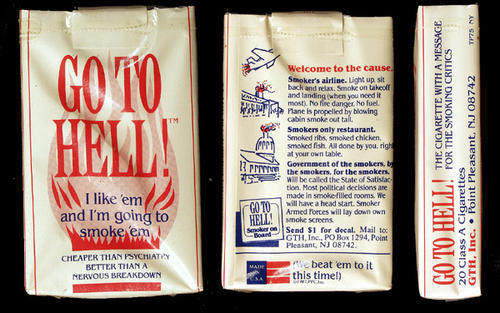 GO TO
HELL!™
I like 'em
and I'm going to
smoke 'em
CHEAPER THAN PSYCHIATRY
BETTER THAN A
NERVOUS BREAKDOWN
Welcome to the cause.
Smoker's airline. Light up, sit
back and relax. Smoke on takeoff
and landing (when you need it
most). No fire danger. No fuel.
Plane is propelled by blowing
cabin smoke out tail.
Smokers only restaurant.
Smoked ribs, smoked chicken,
smoked fish. All done by you, right
at your own table.
Government of the smokers, by
the smokers, for the smokers.
Will be called the State of Satisfac-
tion. Most political decisions are
made in smoke-filled rooms. We
will have a head start. Smoker
Armed Forces will lay down own
smoke screens.
GO TO
HELL!
Smoker on
Board
Send $1 for decal. Mail to:
GTH, Inc., PO Box 1294, Point
Pleasant, NJ 08742.
MADE
U.S.A.
(We beat 'em to it
this time!)
GO TO HELL! THE CIGARETTE WITH A MESSAGE
FOR THE SMOKING CRITICS
20 Class A Cigarettes
GTH, Inc. • Point Pleasant, NJ 08742
TP75 NY